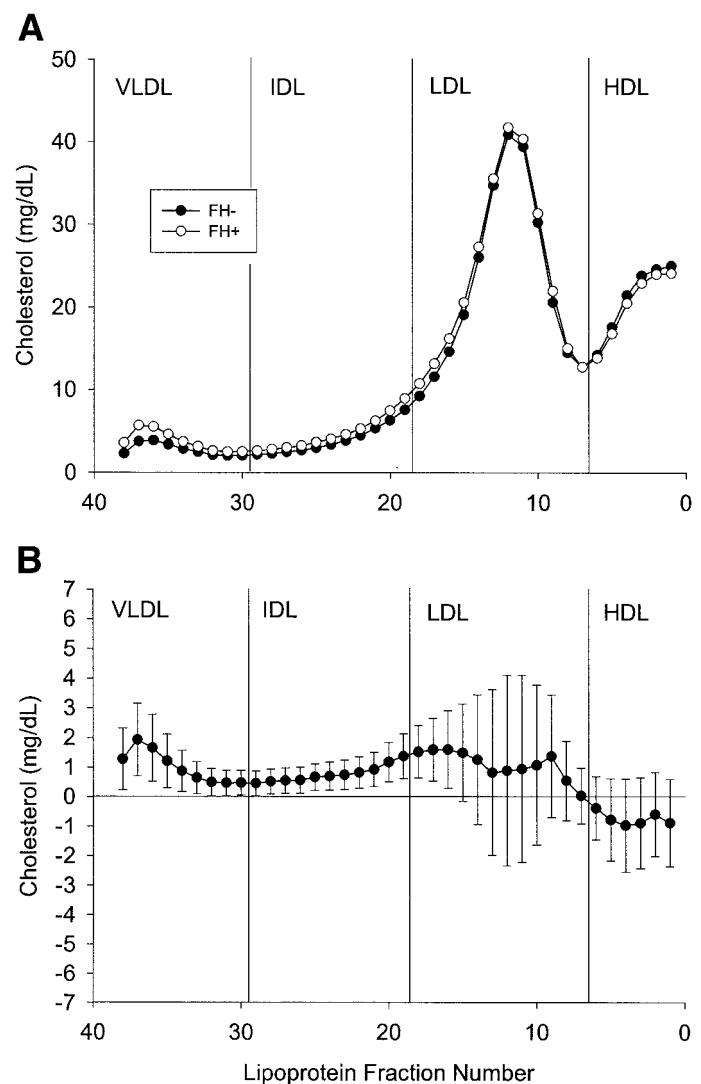 A
Cholesterol (mg/dL)
50
40
30
20
10
0
VLDL IDL LDL HDL
FH-
FH+
40 30 20 10 0
B
Cholesterol (mg/dL)
7
6
5
4
3
2
1
0
-1
-2
-3
-4
-5
-6
-7
VLDL IDL LDL HDL
40 30 20 10 0
Lipoprotein Fraction Number